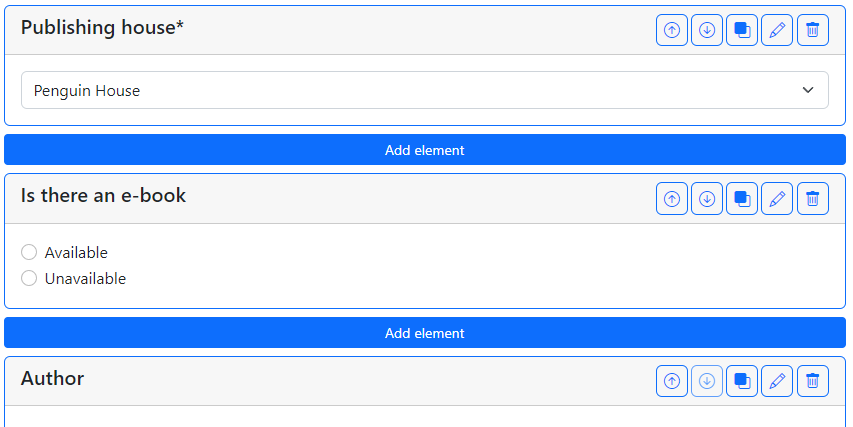 Publishing house*
Penguin House
Add element
Is there an e-book
Available
Unavailable
Add element
Author